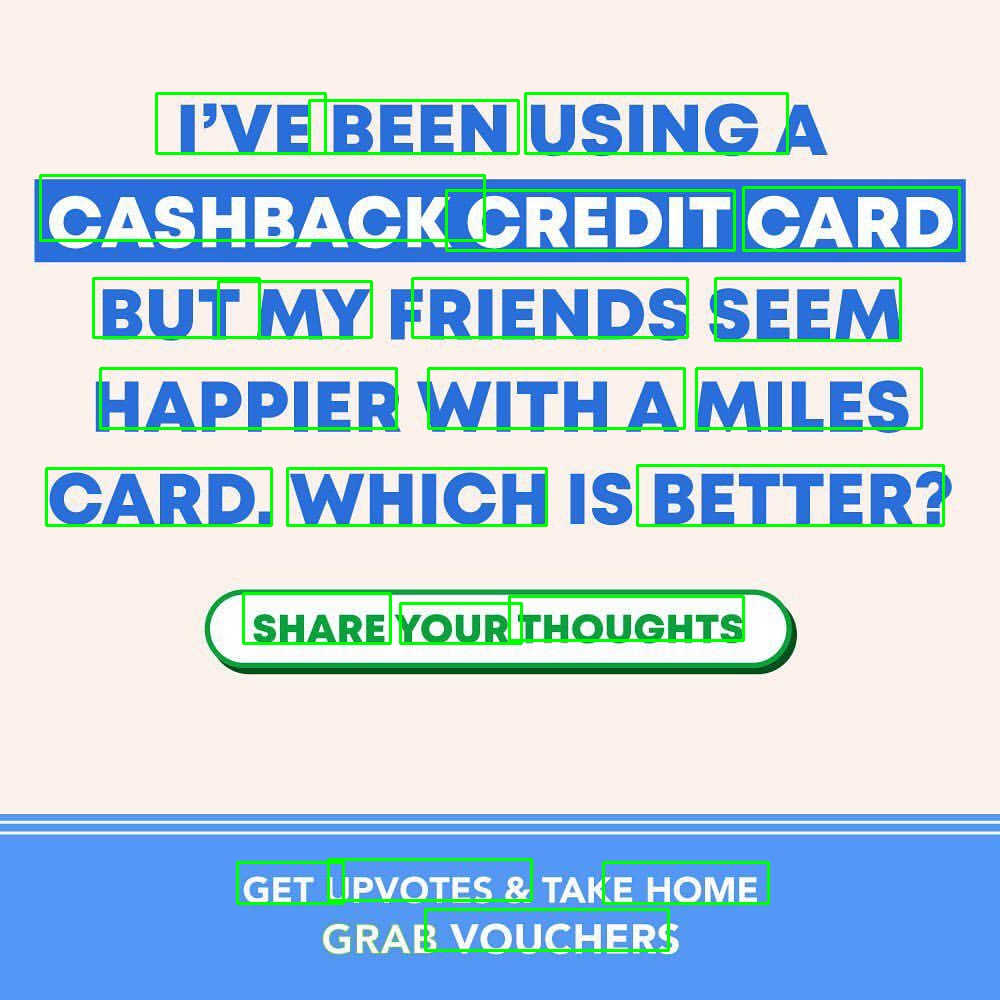 I'VE BEEN USING A
CASHBACK CREDIT CARD
BUT MY FRIENDS SEEM
HAPPIER WITH A MILES
CARD. WHICH IS BETTER?
SHARE YOUR THOUGHTS
GET UPVOTES & TAKE HOME
GRAB VOUCHERS